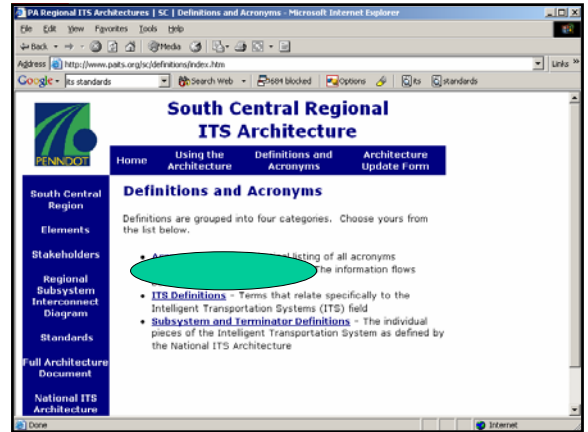 PA Regional ITS Architectures | SC | Definitions and Acronyms - Microsoft Internet Explorer
File Edit View Favorites Tools Help
Back Search Media
Address http://www.paits.org/sc/definitions/index.htm Links »
Google its standards Search Web 3684 blocked Options its standards
PENNDOT
South Central Regional
ITS Architecture
Home Using the Architecture Definitions and Acronyms Architecture Update Form
South Central
Region
Elements
Stakeholders
Regional
Subsystem
Interconnect
Diagram
Standards
Full Architecture
Document
National ITS
Architecture
Definitions and Acronyms
Definitions are grouped into four categories. Choose yours from
the list below.
listing of all acronyms
The information flows
• ITS Definitions - Terms that relate specifically to the
Intelligent Transportation Systems (ITS) field
• Subsystem and Terminator Definitions - The individual
pieces of the Intelligent Transportation System as defined by
the National ITS Architecture
Done Internet